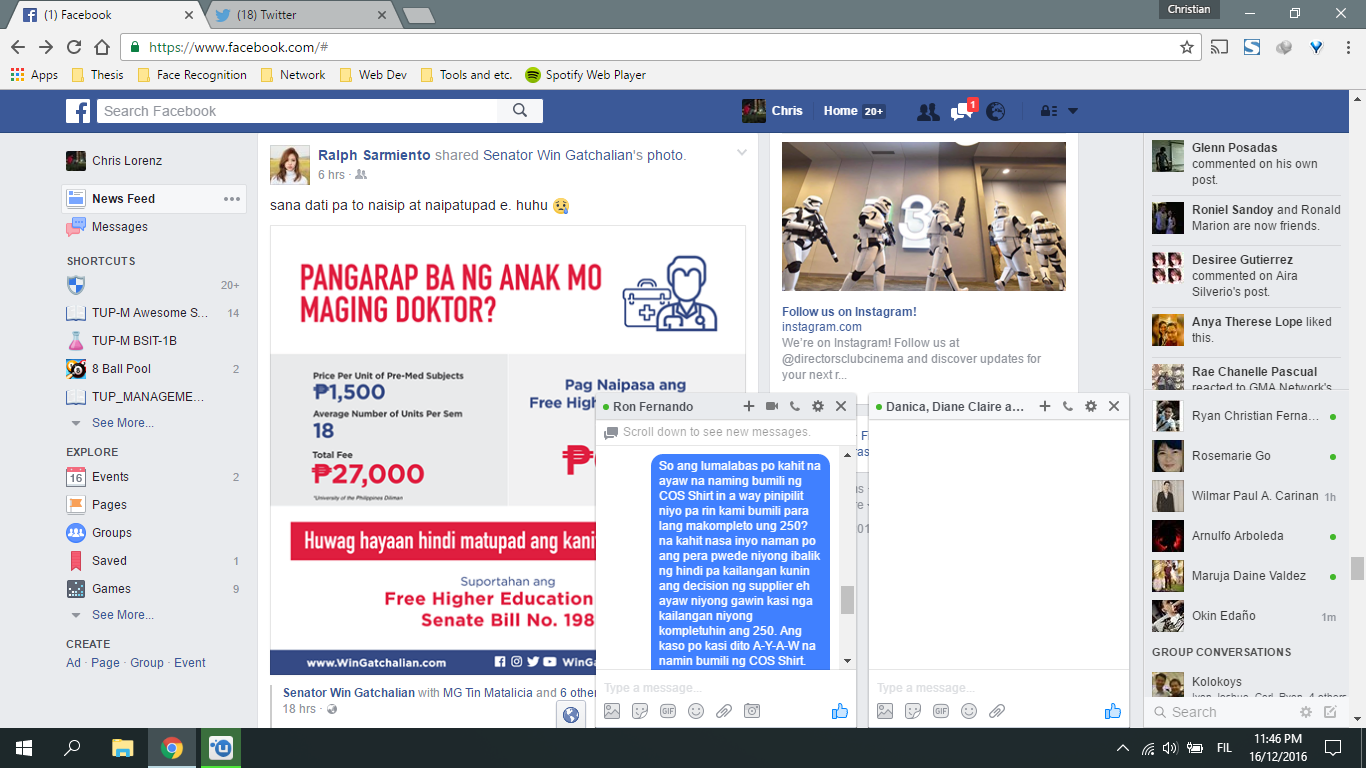 (1) Facebook
(18) Twitter
Christian
https://www.facebook.com/#
Apps
Thesis
Face Recognition
Network
Web Dev
Tools and etc.
Spotify Web Player
Search Facebook
Chris
Home 20+
1
Chris Lorenz
News Feed
Messages
SHORTCUTS
20+
TUP-M Awesome S... 14
TUP-M BSIT-1B
8 Ball Pool 2
TUP_MANAGEME...
See More...
EXPLORE
16 Events 1
Pages
Groups
Saved 1
Games 9
See More...
CREATE
Ad · Page · Group · Event
Ralph Sarmiento shared Senator Win Gatchalian's photo.
6 hrs ·
sana dati pa to naisip at naipatupad e. huhu
PANGARAP BA NG ANAK MO
MAGING DOKTOR?
Price Per Unit of Pre-Med Subjects
₱1,500
Average Number of Units Per Sem
18
Total Fee
₱27,000
*University of the Philippines Diliman
Pag Naipasa ang
Free High
₱
Huwag hayaan hindi matupad ang kani
Suportahan ang
Free Higher Education
Senate Bill No. 198
www.WinGatchalian.com
WinG
Senator Win Gatchalian with MG Tin Matalicia and 6 other
18 hrs ·
3
Follow us on Instagram!
instagram.com
We're on Instagram! Follow us at
@directorsclubcinema and discover updates for
your next r...
Ron Fernando
Scroll down to see new messages.
So ang lumalabas po kahit na
ayaw na naming bumili ng
COS Shirt in a way pinipilit
niyo pa rin kami bumili para
lang makompleto ung 250?
na kahit nasa inyo naman po
ang pera pwede niyong ibalik
ng hindi pa kailangan kunin
ang decision ng supplier eh
ayaw niyong gawin kasi nga
kailangan niyong
kompletuhin ang 250. Ang
kaso po kasi dito A-Y-A-W na
namin bumili ng COS Shirt.
Type a message...
GIF
Danica, Diane Claire a...
Type a message...
GIF
Glenn Posadas
commented on his own
post.
Roniel Sandoy and Ronald
Marion are now friends.
Desiree Gutierrez
commented on Aira
Silverio's post.
Anya Therese Lope liked
this.
Rae Chanelle Pascual
reacted to GMA Network's
Ryan Christian Ferna...
Rosemarie Go
Wilmar Paul A. Carinan 1h
Arnulfo Arboleda
Maruja Daine Valdez
Okin Edaño 1m
GROUP CONVERSATIONS
Kolokoys
Search
FIL
11:46 PM
16/12/2016